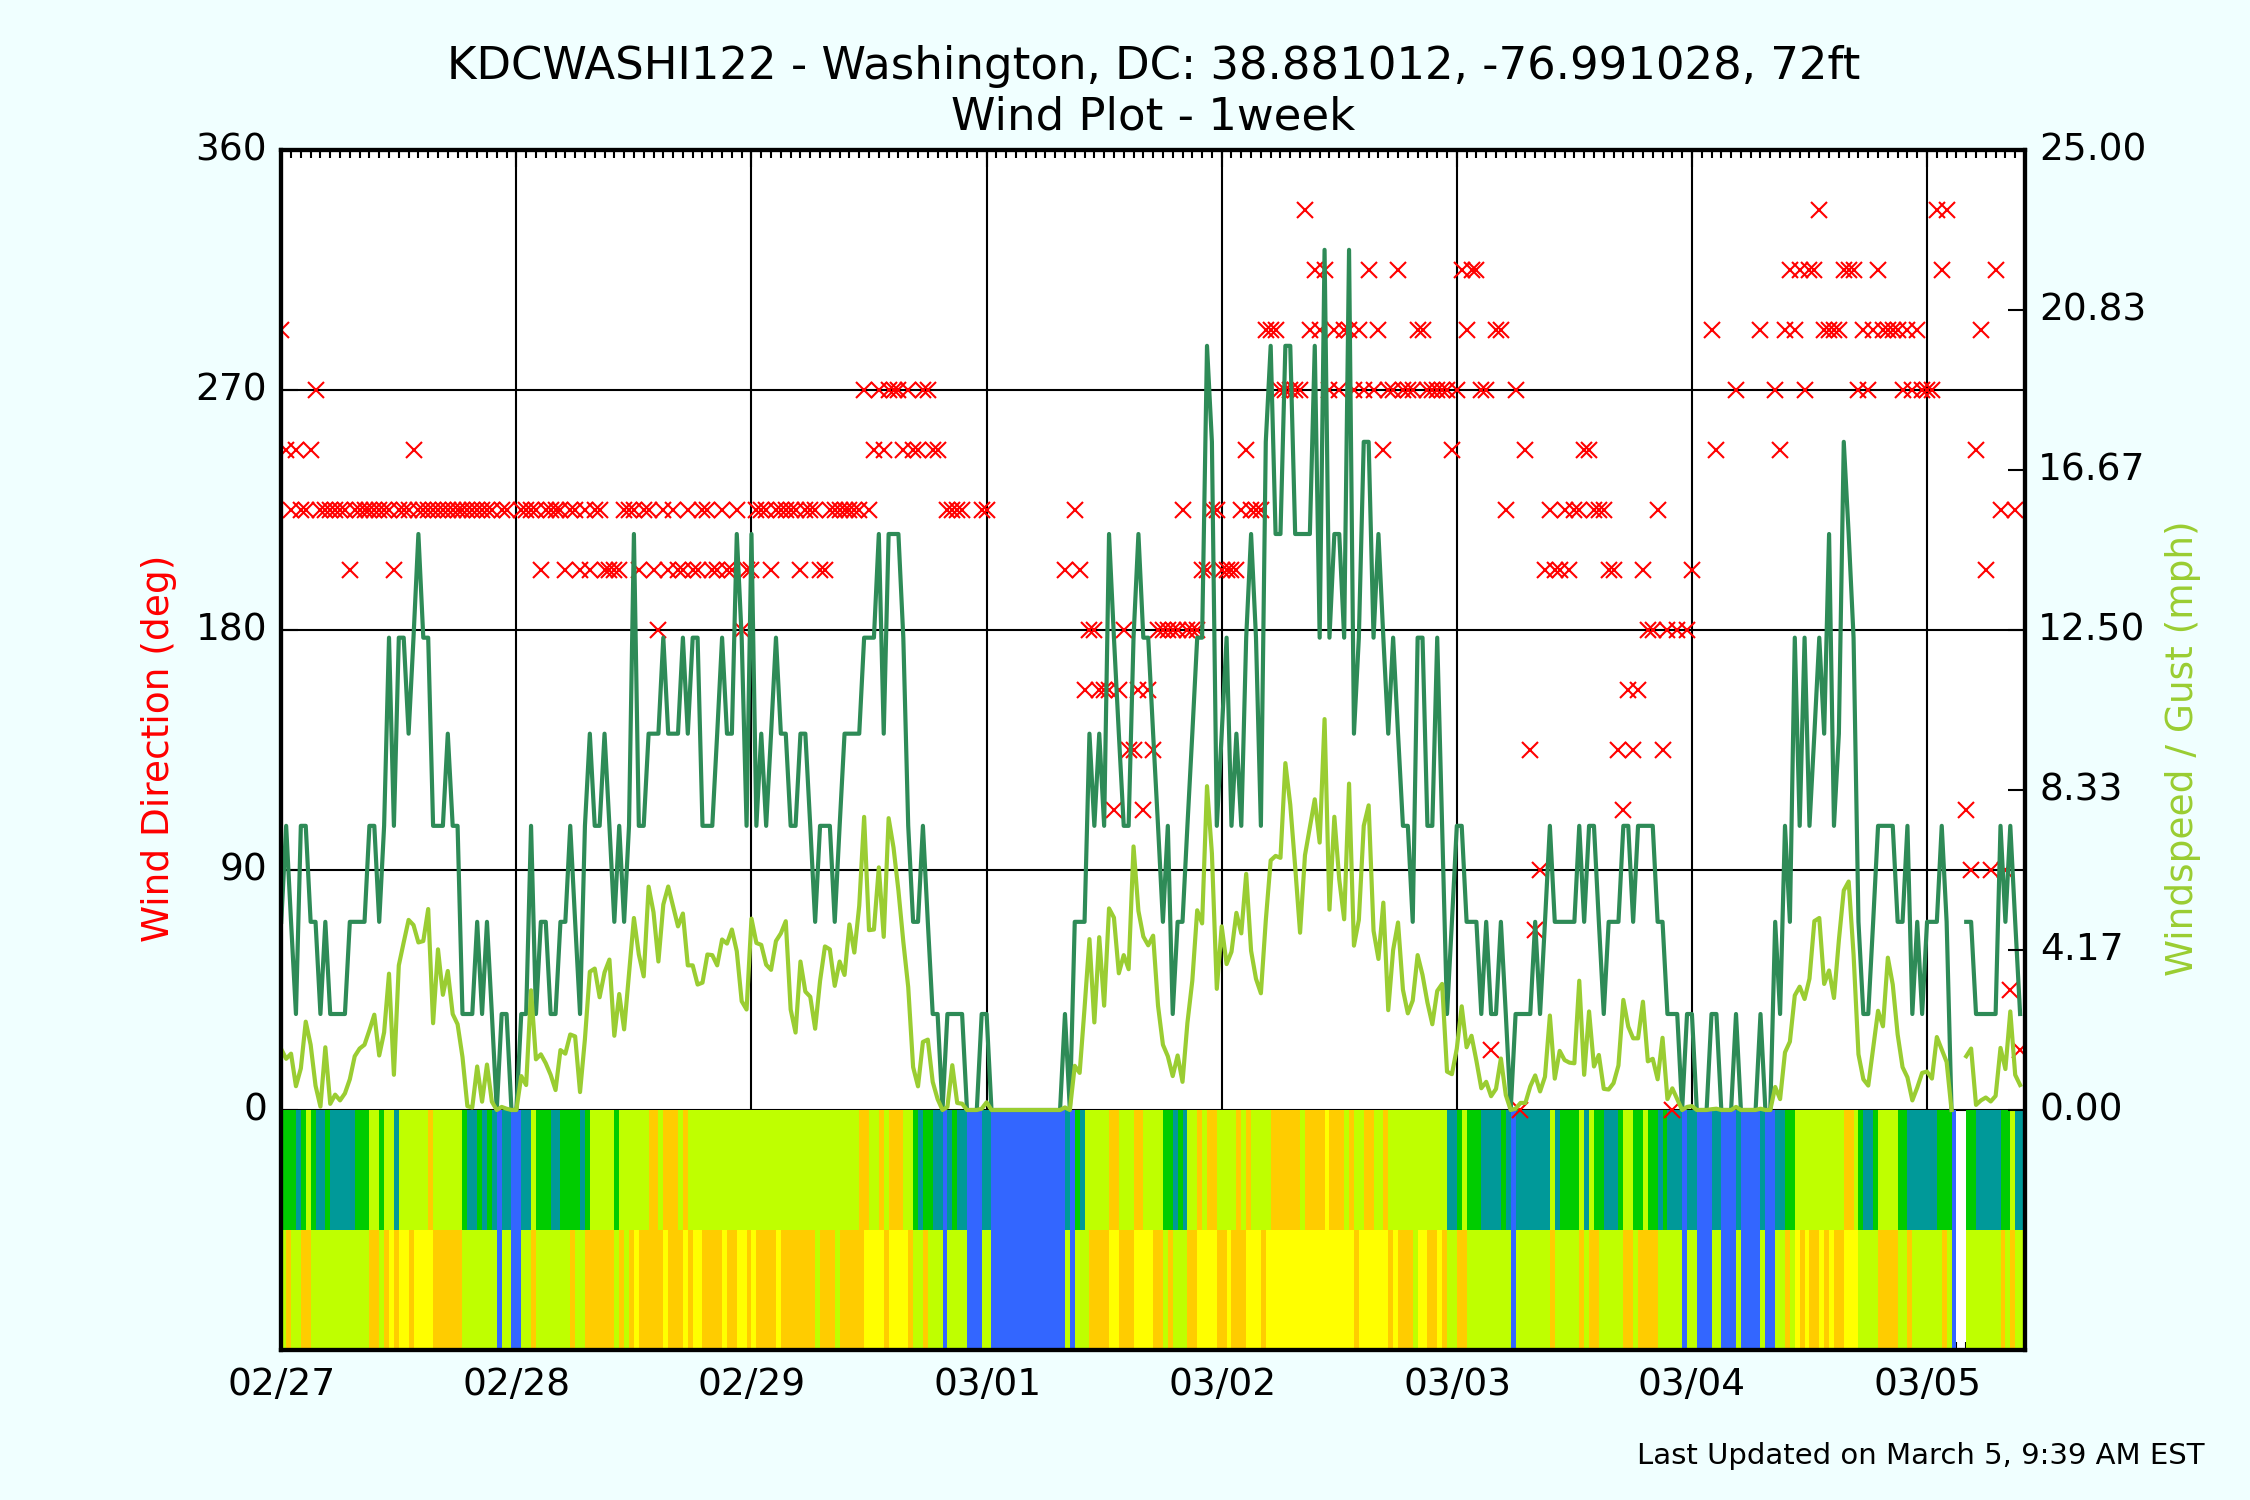 KDCWASHI122 - Washington, DC: 38.881012, -76.991028, 72ft
Wind Plot - 1week
360
270
180
90
0
Wind Direction (deg)
25.00
20.83
16.67
12.50
8.33
4.17
0.00
Windspeed / Gust (mph)
02/27 02/28 02/29 03/01 03/02 03/03 03/04 03/05
Last Updated on March 5, 9:39 AM EST